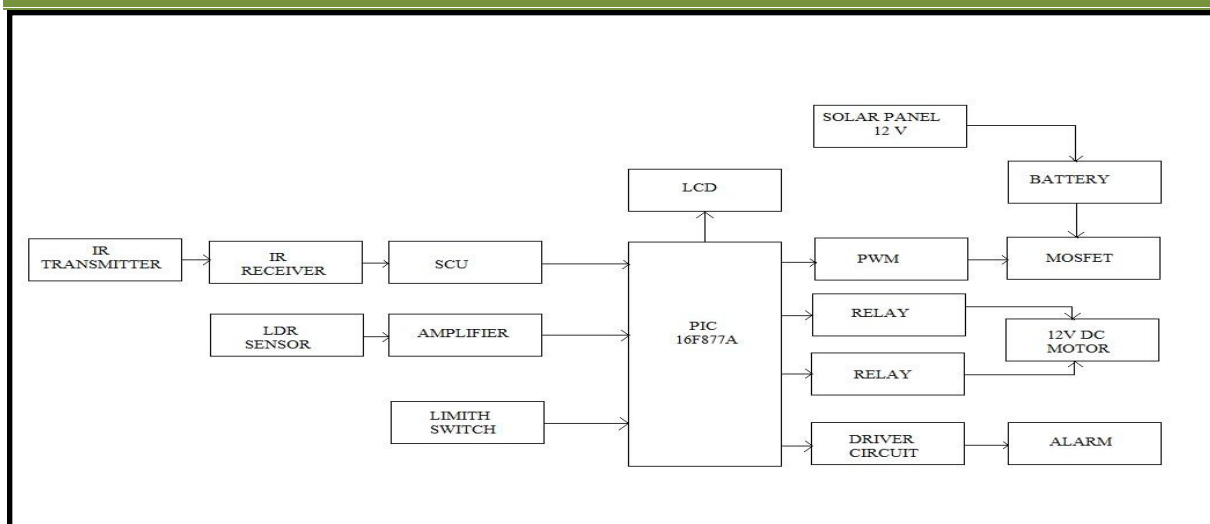 SOLAR PANEL
12 V
BATTERY
LCD
IR
TRANSMITTER
IR
RECEIVER
SCU
PWM
MOSFET
LDR
SENSOR
AMPLIFIER
PIC
16F877A
RELAY
12V DC
MOTOR
RELAY
LIMITH
SWITCH
DRIVER
CIRCUIT
ALARM